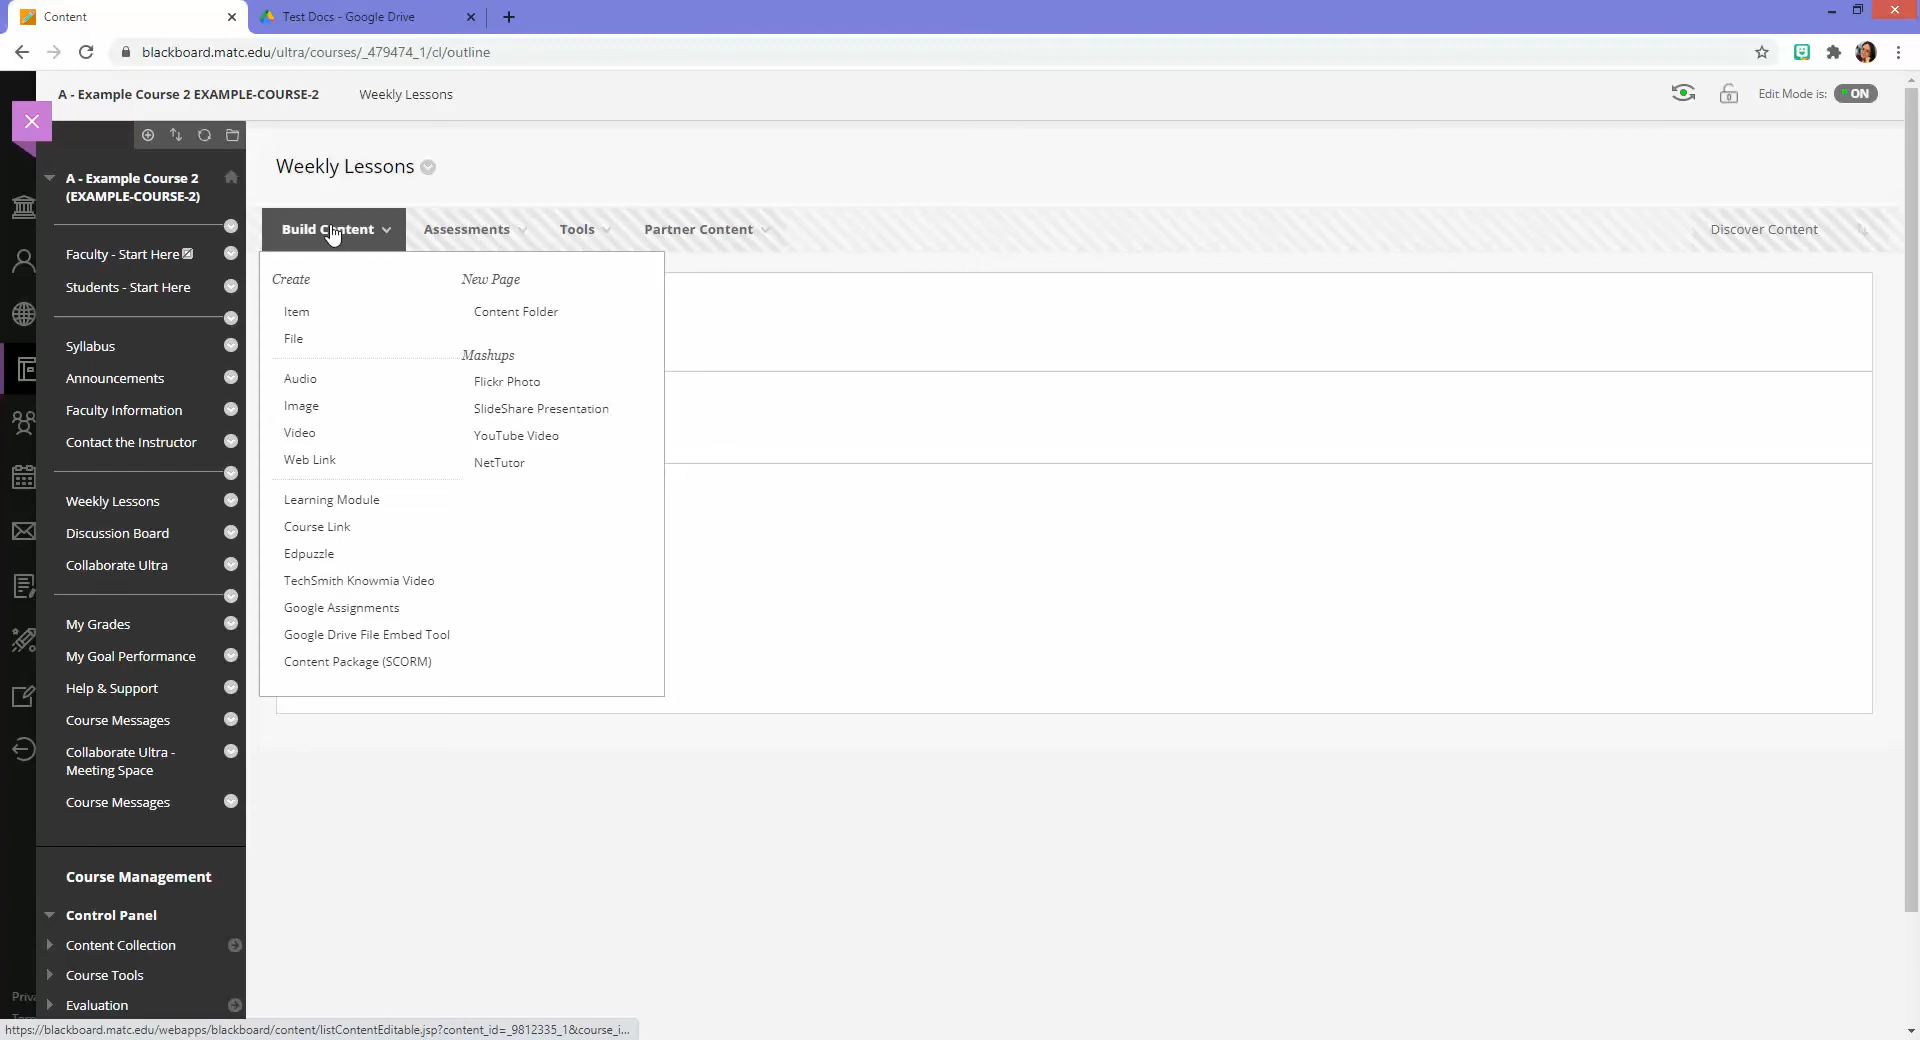 Content
Test Docs - Google Drive
blackboard.matc.edu/ultra/courses/_479474_1/cl/outline
A - Example Course 2 EXAMPLE-COURSE-2
Weekly Lessons
Edit Mode is:
ON
A - Example Course 2
(EXAMPLE-COURSE-2)
Faculty - Start Here
Students - Start Here
Syllabus
Announcements
Faculty Information
Contact the Instructor
Weekly Lessons
Discussion Board
Collaborate Ultra
My Grades
My Goal Performance
Help & Support
Course Messages
Collaborate Ultra -
Meeting Space
Course Messages
Course Management
Control Panel
Content Collection
Course Tools
Evaluation
Weekly Lessons
Build Content
Assessments
Tools
Partner Content
Discover Content
Create
Item
File
Audio
Image
Video
Web Link
Learning Module
Course Link
Edpuzzle
TechSmith Knowmia Video
Google Assignments
Google Drive File Embed Tool
Content Package (SCORM)
New Page
Content Folder
Mashups
Flickr Photo
SlideShare Presentation
YouTube Video
NetTutor
https://blackboard.matc.edu/webapps/blackboard/content/listContentEditable.jsp?content_id=_9812335_1&course_i...